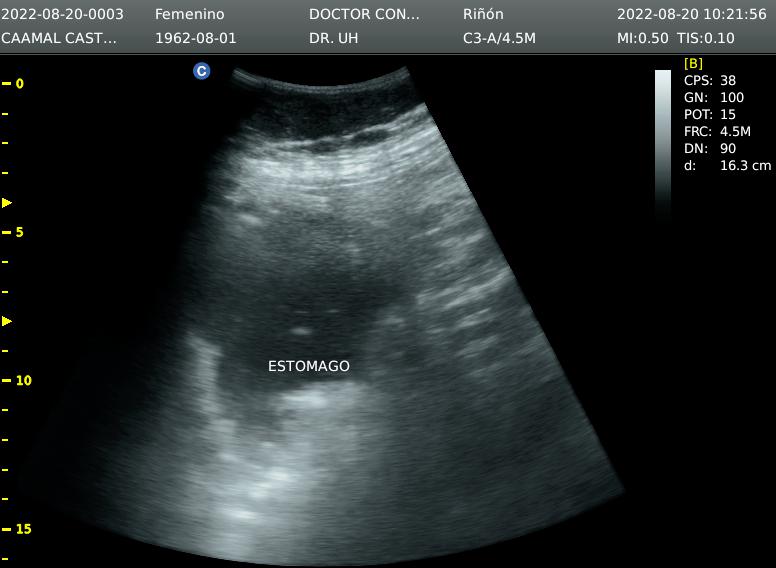 2022-08-20-0003 Femenino DOCTOR CON... Riñón 2022-08-20 10:21:56
CAAMAL CAST... 1962-08-01 DR. UH C3-A/4.5M MI:0.50 TIS:0.10
C
[B]
CPS: 38
GN: 100
POT: 15
FRC: 4.5M
DN: 90
d: 16.3 cm
0
5
10
15
ESTOMAGO